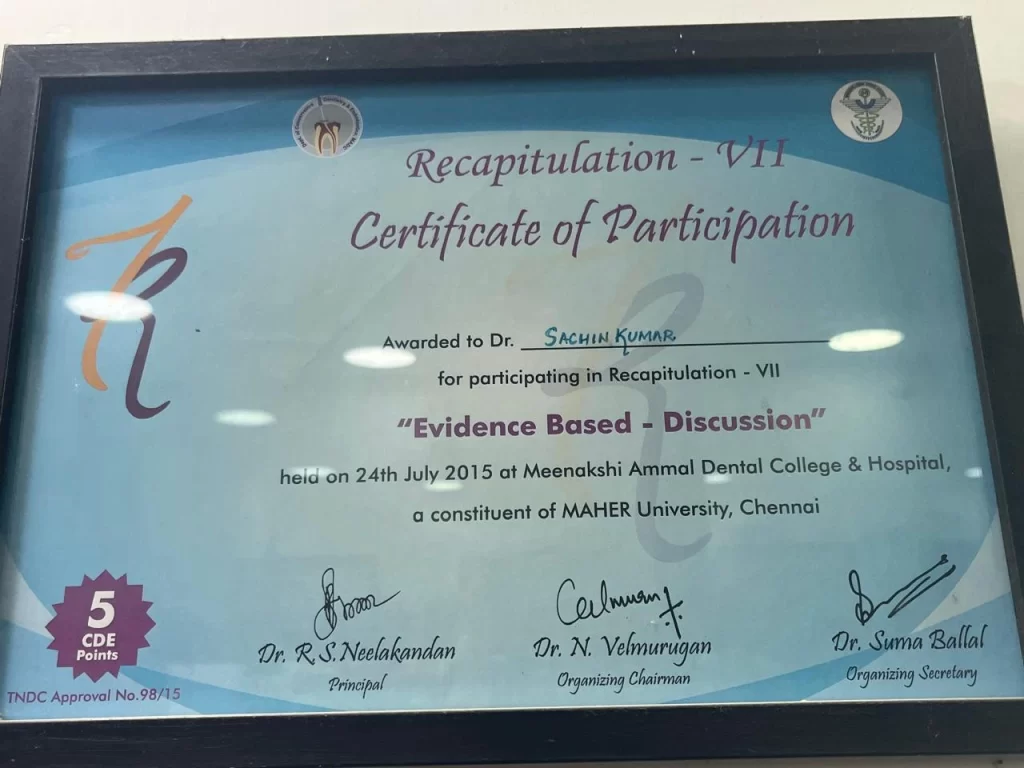 Recapitulation - VII
Certificate of Participation
Awarded to Dr. SACHIN KUMAR
for participating in Recapitulation - VII
"Evidence Based - Discussion"
held on 24th July 2015 at Meenakshi Ammal Dental College & Hospital,
a constituent of MAHER University, Chennai
5
CDE
Points
TNDC Approval No.98/15
Dr. R.S.Neelakandan
Principal
Dr. N. Velmurugan
Organizing Chairman
Dr. Suma Ballal
Organizing Secretary